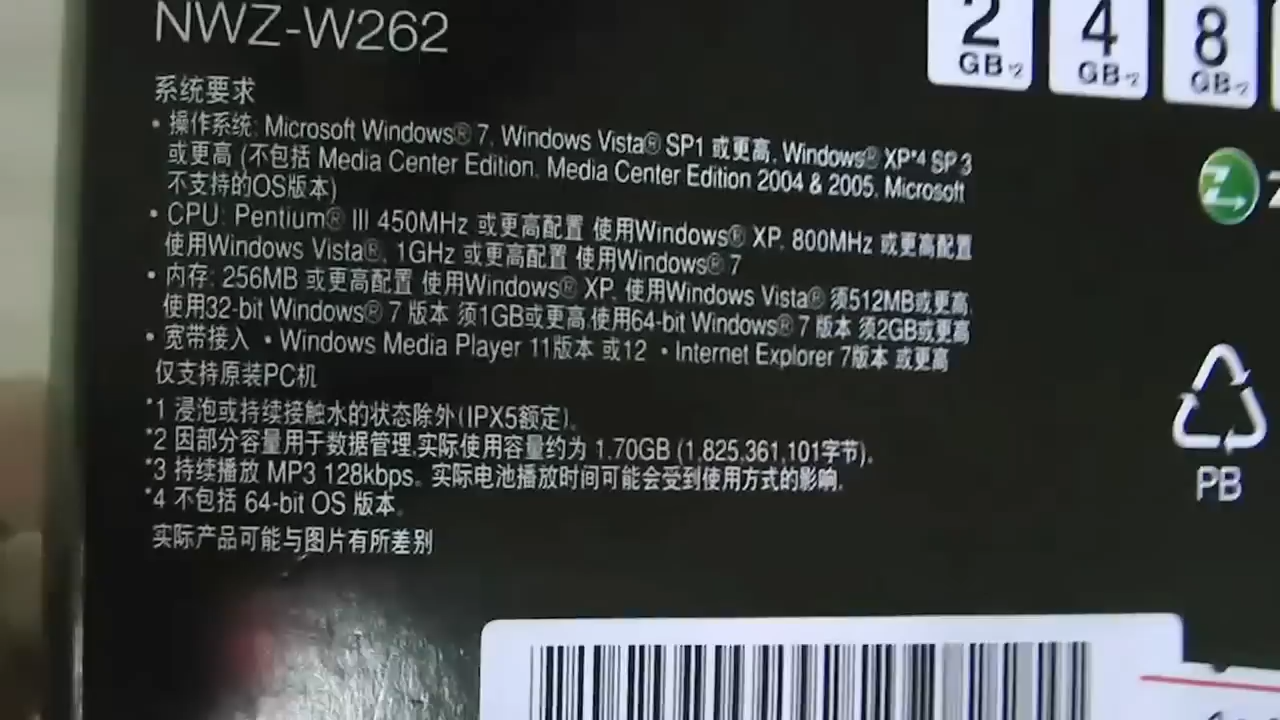 NWZ-W262
2 GB *2
4 GB *2
8 GB *2
系统要求
• 操作系统: Microsoft Windows® 7, Windows Vista® SP1 或更高, Windows® XP*4 SP 3
或更高 (不包括 Media Center Edition, Media Center Edition 2004 & 2005, Microsoft
不支持的OS版本)
• CPU: Pentium® III 450MHz 或更高配置 使用Windows® XP, 800MHz 或更高配置
使用Windows Vista®, 1GHz 或更高配置 使用Windows® 7
• 内存: 256MB 或更高配置 使用Windows® XP, 使用Windows Vista® 须512MB或更高,
使用32-bit Windows® 7 版本 须1GB或更高,使用64-bit Windows® 7 版本 须2GB或更高
• 宽带接入 • Windows Media Player 11版本 或12 • Internet Explorer 7版本 或更高
仅支持原装PC机
*1 浸泡或持续接触水的状态除外(IPX5额定)。
*2 因部分容量用于数据管理,实际使用容量约为 1.70GB (1,825,361,101字节)。
*3 持续播放 MP3 128kbps。实际电池播放时间可能会受到使用方式的影响。
*4 不包括 64-bit OS 版本。
实际产品可能与图片有所差别
PB